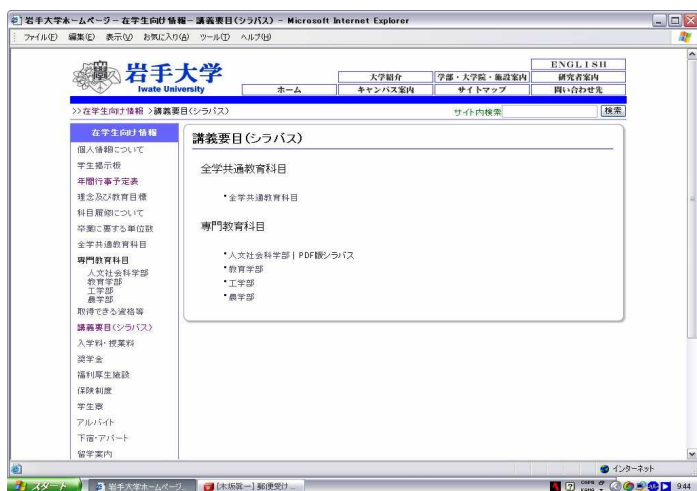 岩手大学ホームページ - 在学生向け情報 - 講義要目(シラバス) - Microsoft Internet Explorer
ファイル(F) 編集(E) 表示(V) お気に入り(A) ツール(T) ヘルプ(H)
岩手大学
Iwate University
ENGLISH
大学紹介 学部・大学院・施設案内 研究者案内
ホーム キャンパス案内 サイトマップ 問い合わせ先
>>在学生向け情報 >講義要目(シラバス) サイト内検索 検索
在学生向け情報
個人情報について
学生掲示板
年間行事予定表
理念及び教育目標
科目履修について
卒業に要する単位数
全学共通教育科目
専門教育科目
人文社会科学部
教育学部
工学部
農学部
取得できる資格等
講義要目(シラバス)
入学料・授業料
奨学金
福利厚生施設
保険制度
学生寮
アルバイト
下宿・アパート
留学案内
講義要目(シラバス)
全学共通教育科目
・全学共通教育科目
専門教育科目
・人文社会科学部 | PDF版シラバス
・教育学部
・工学部
・農学部
インターネット
スタート 岩手大学ホームページ... 9:44